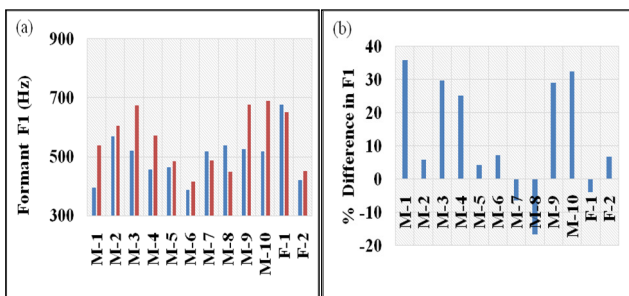 (a)
Formant F1 (Hz)
900
700
500
300
M-1
M-2
M-3
M-4
M-5
M-6
M-7
M-8
M-9
M-10
F-1
F-2
(b)
% Difference in F1
40
30
20
10
0
-10
-20
M-1
M-2
M-3
M-4
M-5
M-6
M-7
M-8
M-9
M-10
F-1
F-2